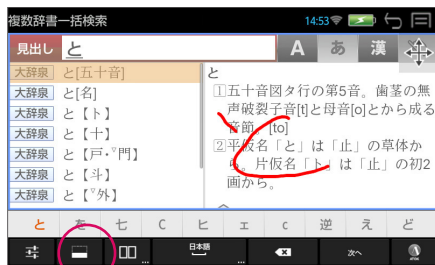 複数辞書一括検索 14:53
見出し と A あ 漢
大辞泉 と[五十音]
大辞泉 と[名]
大辞泉 と【ト】
大辞泉 と【十】
大辞泉 と【戸・▽門】
大辞泉 と【斗】
大辞泉 と【▽外】
と
1五十音図タ行の第5音。歯茎の無
声破裂子音[t]と母音[o]とから成る
音節。[to]
2平仮名「と」は「止」の草体か
ら。片仮名「ト」は「止」の初2
画から。
と を 七 C ヒ エ c 逆 え ど
... 日本語 ... 次へ